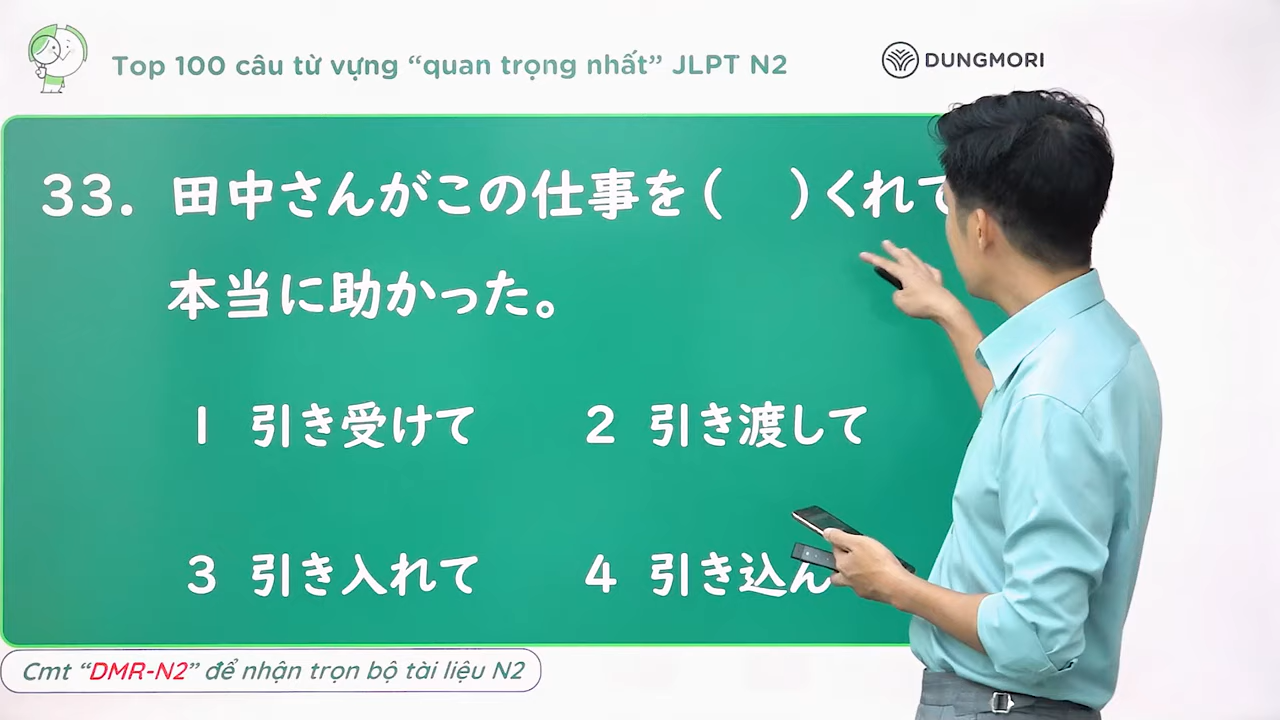 Top 100 câu từ vựng “quan trọng nhất” JLPT N2
DUNGMORI
33. 田中さんがこの仕事を(　)くれて
本当に助かった。
1 引き受けて 2 引き渡して
3 引き入れて 4 引き込ん
Cmt “DMR-N2” để nhận trọn bộ tài liệu N2